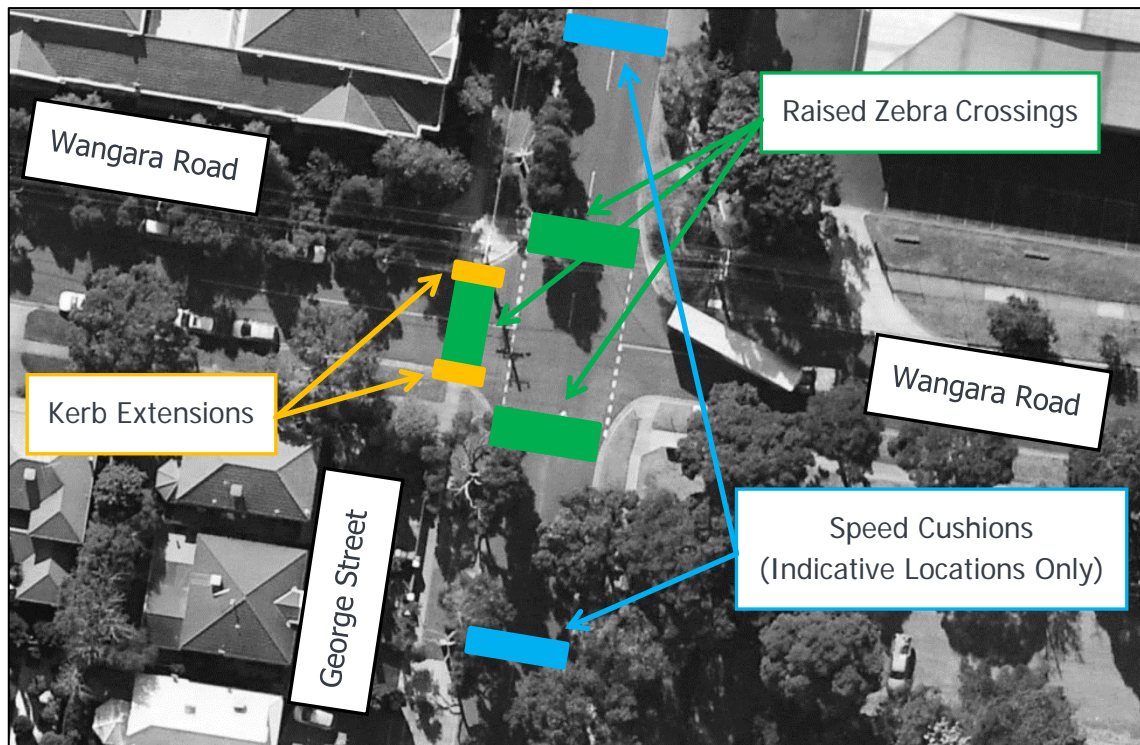 Raised Zebra Crossings
Wangara Road
Kerb Extensions
Wangara Road
George Street
Speed Cushions
(Indicative Locations Only)